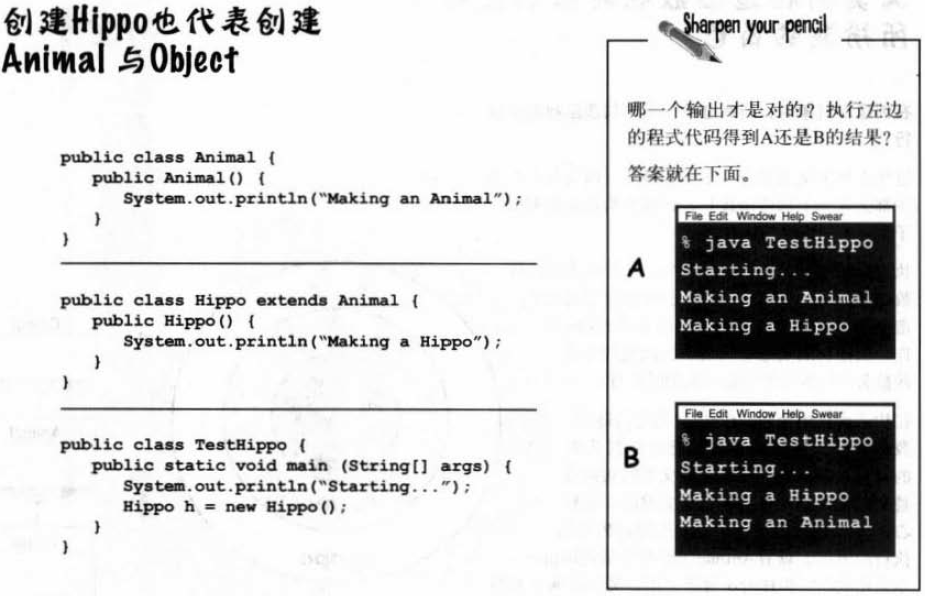 创建Hippo也代表创建
Animal 与Object
public class Animal {
public Animal() {
System.out.println(“Making an Animal”);
}
}
public class Hippo extends Animal {
public Hippo() {
System.out.println(“Making a Hippo”);
}
}
public class TestHippo {
public static void main (String[] args) {
System.out.println(“Starting...”);
Hippo h = new Hippo();
}
}
Sharpen your pencil
哪一个输出才是对的？执行左边
的程式代码得到A还是B的结果？
答案就在下面。
A
File Edit Window Help Swear
% java TestHippo
Starting...
Making an Animal
Making a Hippo
B
File Edit Window Help Swear
% java TestHippo
Starting...
Making a Hippo
Making an Animal